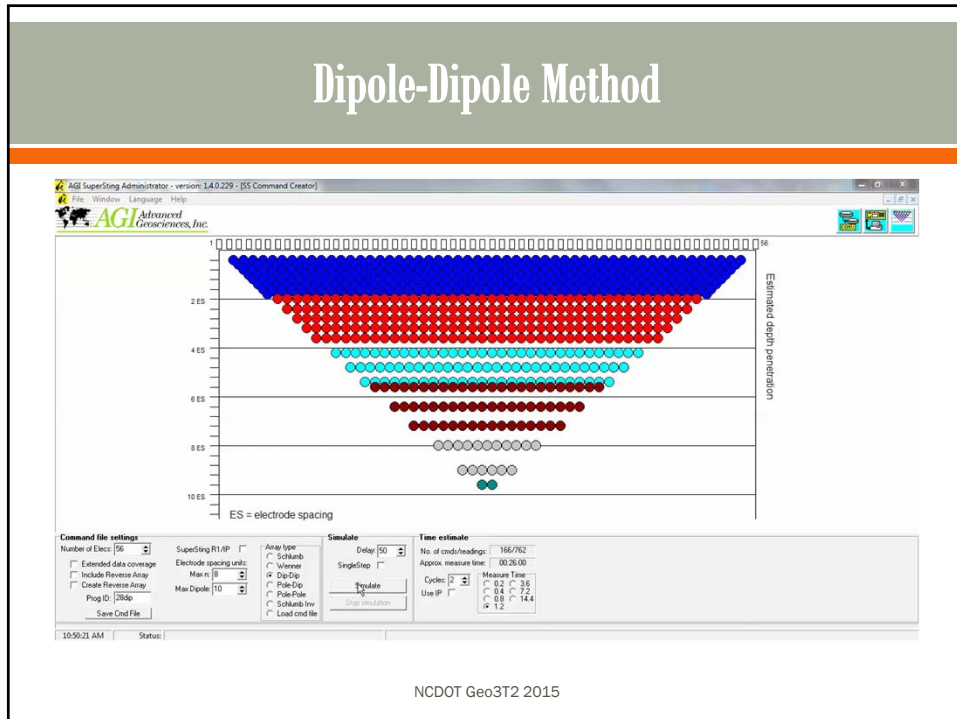 Dipole-Dipole Method
AGI SuperSting Administrator - version: 1.4.0.229 - [SS Command Creator]
File Window Language Help
AGI Advanced Geosciences, Inc.
1 56
2 ES
4 ES
6 ES
8 ES
10 ES
Estimated depth penetration
ES = electrode spacing
Command file settings
Number of Elecs: 56
Extended data coverage
Include Reverse Array
Create Reverse Array
Prog ID: 28dip
Save Cmd File
SuperSting R1/IP
Electrode spacing units:
Max n: 8
Max Dipole: 10
Array type
Schlumb
Wenner
Dip-Dip
Pole-Dip
Pole-Pole
Schlumb Inv
Load cmd file
Simulate
Delay: 50
SingleStep
Simulate
Stop simulation
Time estimate
No. of cmds/readings: 166/762
Approx. measure time: 00:26:00
Cycles: 2
Use IP
Measure Time
0.2 3.6
0.4 7.2
0.8 14.4
1.2
10:50:21 AM Status:
NCDOT Geo3T2 2015